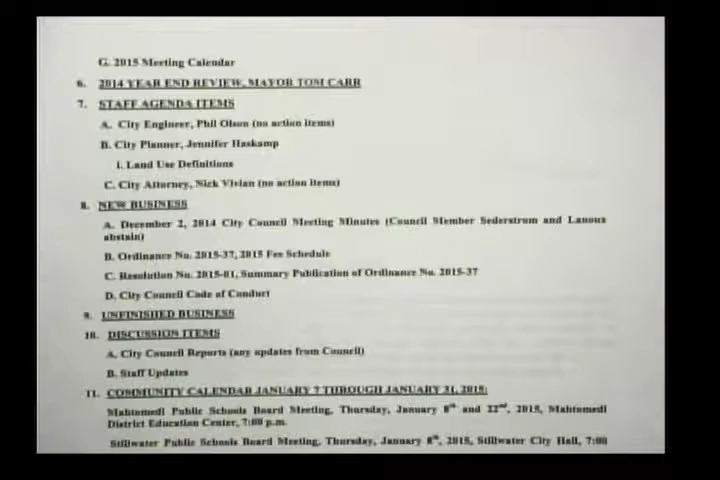 G. 2015 Meeting Calendar
6. 2014 YEAR END REVIEW, MAYOR TOM CARR
7. STAFF AGENDA ITEMS
A. City Engineer, Phil Olson (no action items)
B. City Planner, Jennifer Haskamp
i. Land Use Definitions
C. City Attorney, Nick Vivian (no action items)
8. NEW BUSINESS
A. December 2, 2014 City Council Meeting Minutes (Council Member Sederstrom and Lanoux
abstain)
B. Ordinance No. 2015-37, 2015 Fee Schedule
C. Resolution No. 2015-01, Summary Publication of Ordinance No. 2015-37
D. City Council Code of Conduct
9. UNFINISHED BUSINESS
10. DISCUSSION ITEMS
A. City Council Reports (any updates from Council)
B. Staff Updates
11. COMMUNITY CALENDAR JANUARY 7 THROUGH JANUARY 31, 2015:
Mahtomedi Public Schools Board Meeting, Thursday, January 8th and 22nd, 2015, Mahtomedi
District Education Center, 7:00 p.m.
Stillwater Public Schools Board Meeting, Thursday, January 8th, 2015, Stillwater City Hall, 7:00